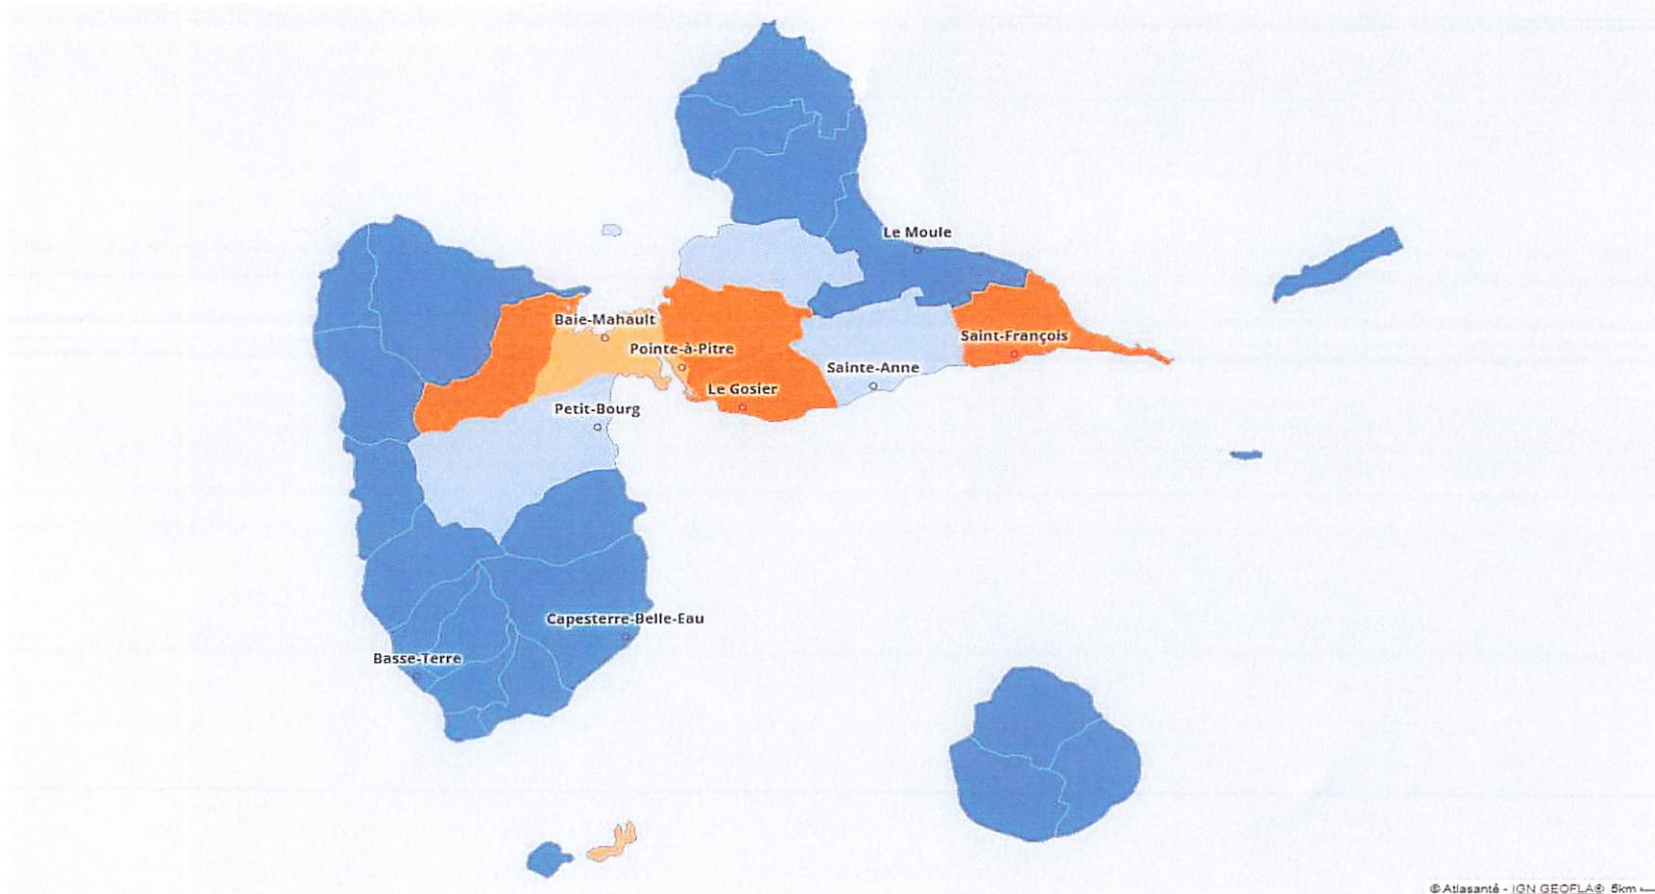 Le Moule
Baie-Mahault
Saint-François
Pointe-à-Pitre
Sainte-Anne
Le Gosier
Petit-Bourg
Capesterre-Belle-Eau
Basse-Terre
© Atlasanté - IGN GEOFLA® 5km